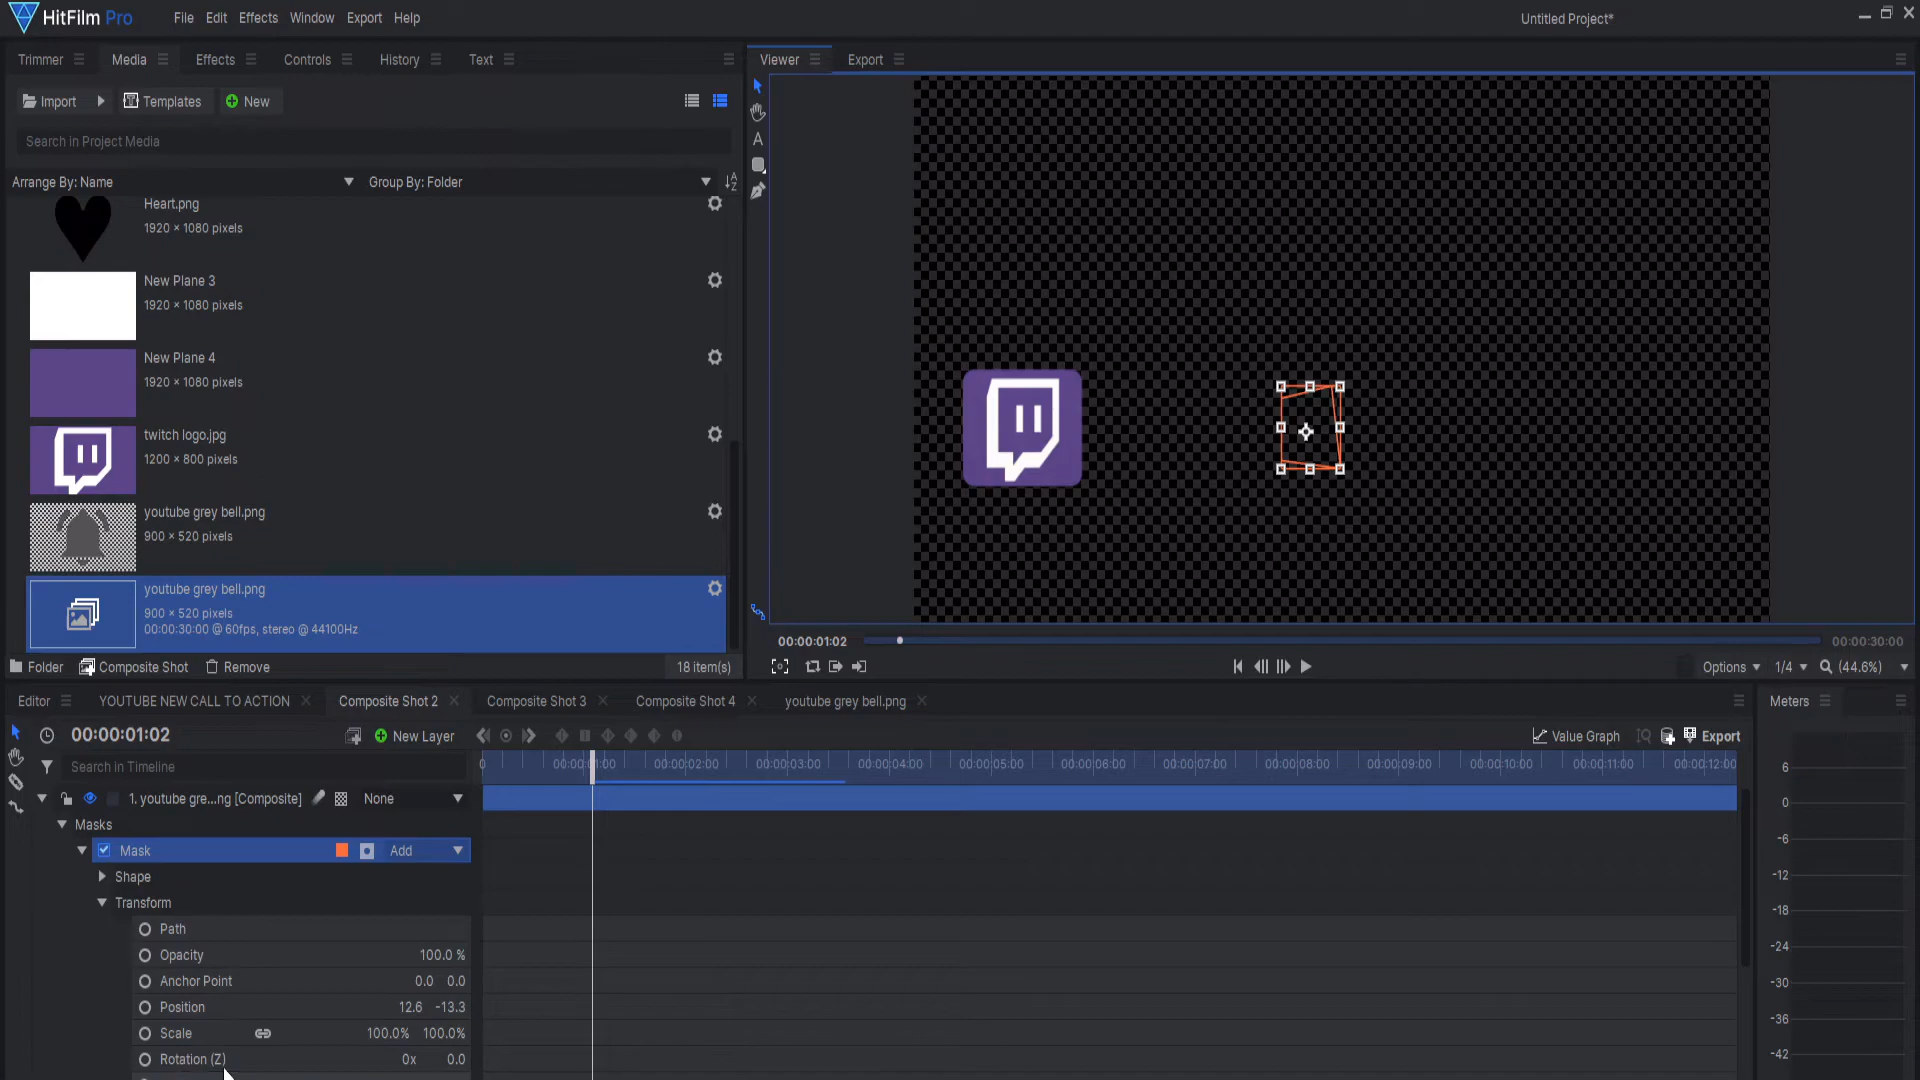 HitFilm Pro
File Edit Effects Window Export Help
Untitled Project*
Trimmer Media Effects Controls History Text
Viewer Export
Import Templates New
Search in Project Media
Arrange By: Name Group By: Folder
Heart.png
1920 × 1080 pixels
New Plane 3
1920 × 1080 pixels
New Plane 4
1920 × 1080 pixels
twitch logo.jpg
1200 × 800 pixels
youtube grey bell.png
900 × 520 pixels
youtube grey bell.png
900 × 520 pixels
00:00:30:00 @ 60fps, stereo @ 44100Hz
Folder Composite Shot Remove 18 item(s)
00:00:01:02 00:00:30:00
Options 1/4 (44.6%)
Editor YOUTUBE NEW CALL TO ACTION Composite Shot 2 Composite Shot 3 Composite Shot 4 youtube grey bell.png
Meters
00:00:01:02 New Layer Value Graph Export
Search in Timeline
0 00:00:01:00 00:00:02:00 00:00:03:00 00:00:04:00 00:00:05:00 00:00:06:00 00:00:07:00 00:00:08:00 00:00:09:00 00:00:10:00 00:00:11:00 00:00:12:00
1. youtube gre...ng [Composite] None
Masks
Mask Add
Shape
Transform
Path
Opacity 100.0 %
Anchor Point 0.0 0.0
Position 12.6 -13.3
Scale 100.0% 100.0%
Rotation (Z) 0x 0.0
6
0
-6
-12
-18
-24
-30
-36
-42